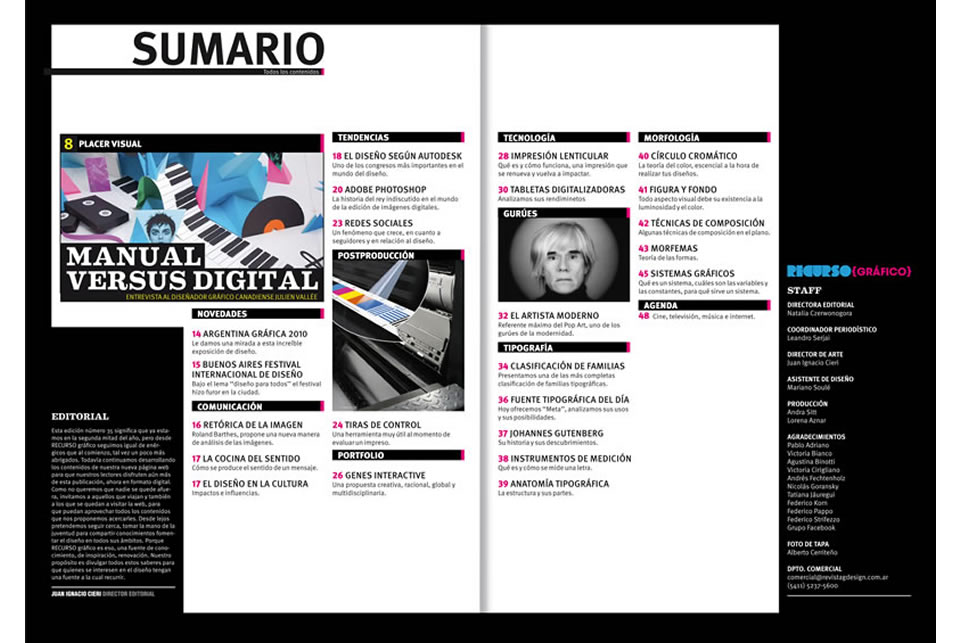 SUMARIO
Todos los contenidos
8 PLACER VISUAL
MANUAL
VERSUS DIGITAL
ENTREVISTA AL DISEÑADOR GRÁFICO CANADIENSE JULIEN VALLÉE
NOVEDADES
14 ARGENTINA GRÁFICA 2010
Le damos una mirada a esta increíble
exposición de diseño.
15 BUENOS AIRES FESTIVAL
INTERNACIONAL DE DISEÑO
Bajo el lema "diseño para todos" el festival
hizo furor en la ciudad.
COMUNICACIÓN
16 RETÓRICA DE LA IMAGEN
Roland Barthes, propone una nueva manera
de análisis de las imágenes.
17 LA COCINA DEL SENTIDO
Cómo se produce el sentido de un mensaje.
17 EL DISEÑO EN LA CULTURA
Impactos e influencias.
EDITORIAL
Esta edición número 35 significa que ya esta-
mos en la segunda mitad del año, pero desde
RECURSO gráfico seguimos igual de enér-
gicos que al comienzo, tal vez un poco más
abrigados. Todavía continuamos desarrollando
los contenidos de nuestra nueva página web
para que nuestros lectores disfruten aún más
de esta publicación, ahora en formato digital.
Como no queremos que nadie se quede afue-
ra, invitamos a aquellos que viajan y también
a los que se quedan a visitar la web, para
que puedan aprovechar todos los contenidos
que nos proponemos acercarles. Desde lejos
pretendemos seguir cerca, tomar la mano de la
juventud para compartir conocimientos fomen-
tar el diseño en todos sus ámbitos. Porque
RECURSO gráfico es eso, una fuente de cono-
cimiento, de inspiración, renovación. Nuestro
propósito es divulgar todos estos saberes para
que quienes se interesen en el diseño tengan
una fuente a la cual recurrir.
JUAN IGNACIO CIERI DIRECTOR EDITORIAL
TENDENCIAS
18 EL DISEÑO SEGÚN AUTODESK
Uno de los congresos más importantes en el
mundo del diseño.
20 ADOBE PHOTOSHOP
La historia del rey indiscutido en el mundo
de la edición de imágenes digitales.
23 REDES SOCIALES
Un fenómeno que crece, en cuanto a
seguidores y en relación al diseño.
POSTPRODUCCIÓN
24 TIRAS DE CONTROL
Una herramienta muy útil al momento de
evaluar un impreso.
PORTFOLIO
26 GENES INTERACTIVE
Una propuesta creativa, racional, global y
multidisciplinaria.
TECNOLOGÍA
28 IMPRESIÓN LENTICULAR
Qué es y cómo funciona, una impresión que
se renueva y vuelve a impactar.
30 TABLETAS DIGITALIZADORAS
Analizamos sus rendiminetos
GURÚES
32 EL ARTISTA MODERNO
Referente máximo del Pop Art, uno de los
gurúes de la modernidad.
TIPOGRAFÍA
34 CLASIFICACIÓN DE FAMILIAS
Presentamos una de las más completas
clasificación de familias tipográficas.
36 FUENTE TIPOGRÁFICA DEL DÍA
Hoy ofrecemos "Meta", analizamos sus usos
y sus posibilidades.
37 JOHANNES GUTENBERG
Su historia y sus descubrimientos.
38 INSTRUMENTOS DE MEDICIÓN
Qué es y cómo se mide una letra.
39 ANATOMÍA TIPOGRÁFICA
La estructura y sus partes.
MORFOLOGÍA
40 CÍRCULO CROMÁTICO
La teoría del color, escencial a la hora de
realizar tus diseños.
41 FIGURA Y FONDO
Todo aspecto visual debe su existencia a la
luminosidad y el color.
42 TÉCNICAS DE COMPOSICIÓN
Algunas técnicas de composición en el plano.
43 MORFEMAS
Teoría de las formas.
45 SISTEMAS GRÁFICOS
Qué es un sistema, cuáles son las variables y
las constantes, para qué sirve un sistema.
AGENDA
48 Cine, televisión, música e internet.
RECURSO{GRÁFICO}
STAFF
DIRECTORA EDITORIAL
Natalia Czerwonogora
COORDINADOR PERIODÍSTICO
Leandro Serjai
DIRECTOR DE ARTE
Juan Ignacio Cieri
ASISTENTE DE DISEÑO
Mariano Soulé
PRODUCCIÓN
Andra Sitt
Lorena Aznar
AGRADECIMIENTOS
Pablo Adriano
Victoria Bianco
Agustina Binotti
Victoria Cirigliano
Andrés Fechtenholz
Nicolás Goransky
Tatiana Jáuregui
Federico Kom
Federico Pappo
Federico Strifezzo
Grupo Facebook
FOTO DE TAPA
Alberto Cerriteño
DPTO. COMERCIAL
comercial@revistagdesign.com.ar
(5411) 5237-5600